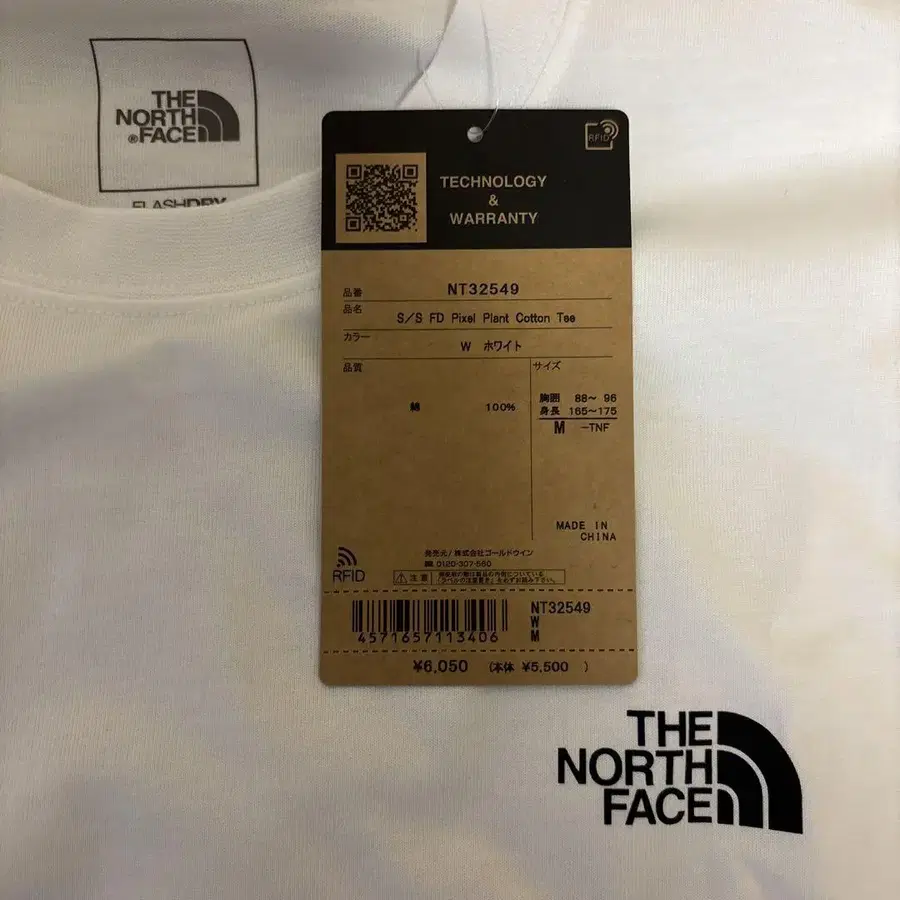 THE
NORTH
®FACE
FLASHDRY
RFID
TECHNOLOGY
&
WARRANTY
品番 NT32549
品名 S/S FD Pixel Plant Cotton Tee
カラー W ホワイト
品質
綿 100%
サイズ
胸囲 88~ 96
身長 165~175
M -TNF
MADE IN
CHINA
発売元/株式会社ゴールドウイン
0120-307-560
RFID
注意
4571657113406
NT32549
W
M
¥6,050 (本体 ¥5,500 )
THE
NORTH
FACE